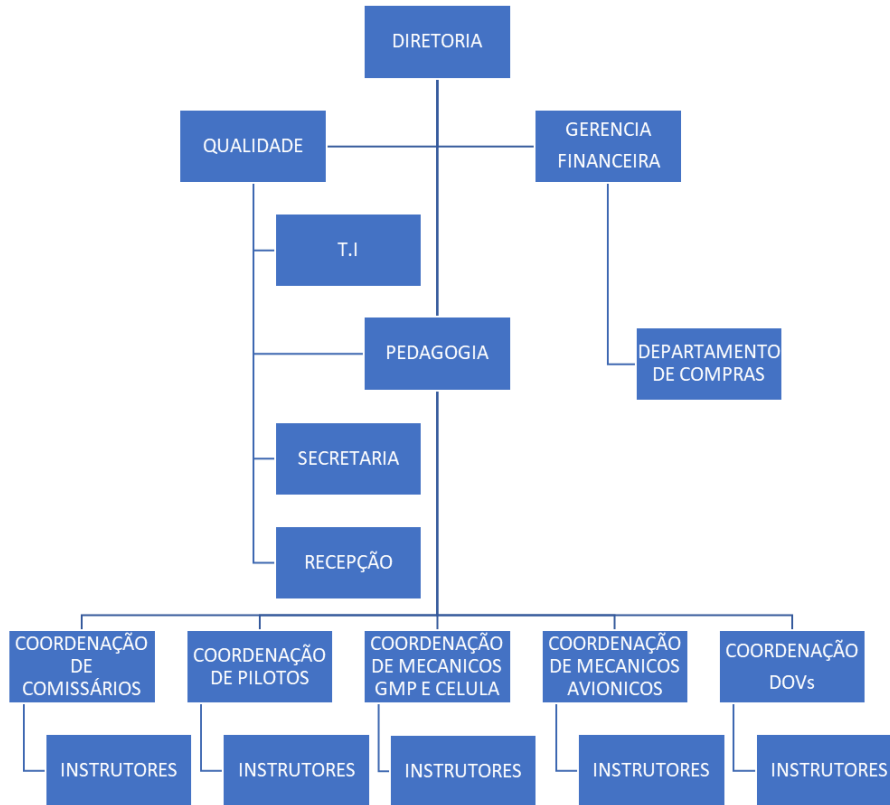 DIRETORIA
QUALIDADE
GERENCIA
FINANCEIRA
T.I
PEDAGOGIA
DEPARTAMENTO
DE COMPRAS
SECRETARIA
RECEPÇÃO
COORDENAÇÃO
DE
COMISSÁRIOS
COORDENAÇÃO
DE PILOTOS
COORDENAÇÃO
DE MECANICOS
GMP E CELULA
COORDENAÇÃO
DE MECANICOS
AVIONICOS
COORDENAÇÃO
DOVs
INSTRUTORES
INSTRUTORES
INSTRUTORES
INSTRUTORES
INSTRUTORES